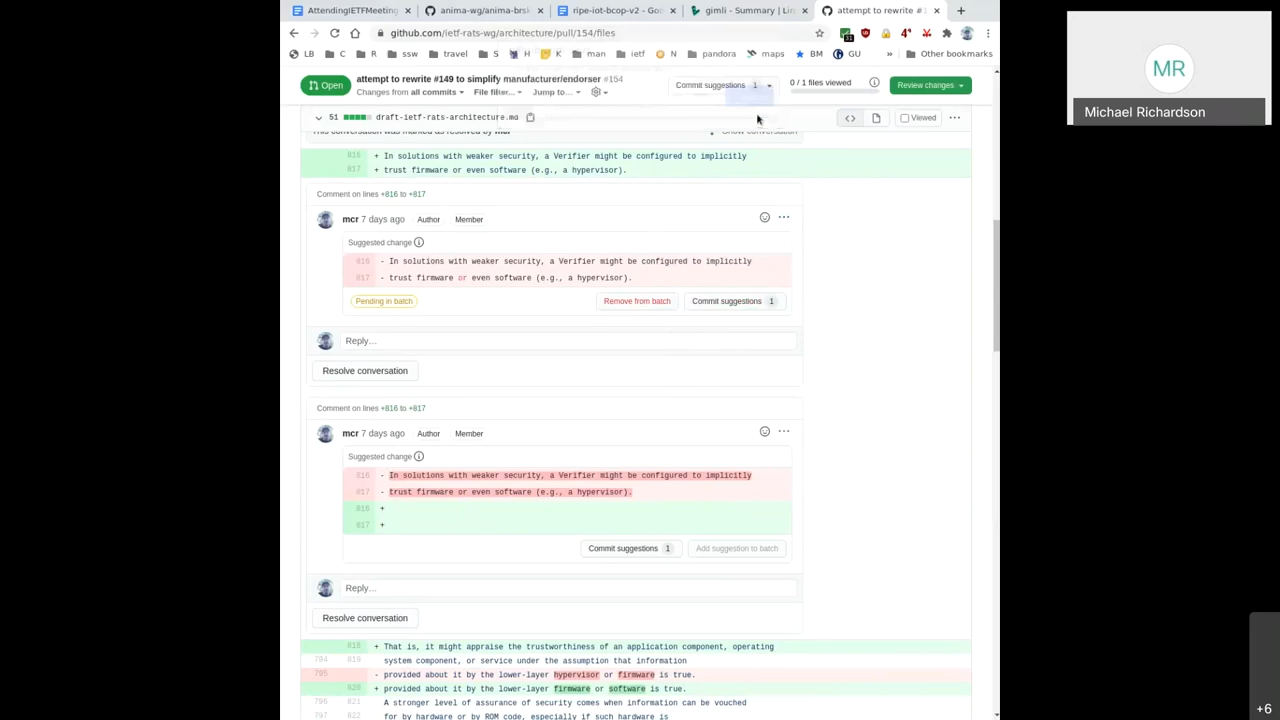 AttendingIETFMeeting
anima-wg/anima-brsk
ripe-iot-bcop-v2 - Goo
gimli - Summary | Lin
attempt to rewrite #1
github.com/ietf-rats-wg/architecture/pull/154/files
LB C R ssw travel S H K man ietf N pandora maps BM GU » Other bookmarks
Open
attempt to rewrite #149 to simplify manufacturer/endorser #154
Changes from all commits File filter... Jump to...
Commit suggestions 1
0 / 1 files viewed
Review changes
51 draft-ietf-rats-architecture.md
Viewed
This conversation was marked as resolved by mcr
Show conversation
816 + In solutions with weaker security, a Verifier might be configured to implicitly
817 + trust firmware or even software (e.g., a hypervisor).
Comment on lines +816 to +817
mcr 7 days ago Author Member
Suggested change
816 - In solutions with weaker security, a Verifier might be configured to implicitly
817 - trust firmware or even software (e.g., a hypervisor).
Pending in batch Remove from batch Commit suggestions 1
Reply…
Resolve conversation
Comment on lines +816 to +817
mcr 7 days ago Author Member
Suggested change
816 - In solutions with weaker security, a Verifier might be configured to implicitly
817 - trust firmware or even software (e.g., a hypervisor).
816 +
817 +
Commit suggestions 1 Add suggestion to batch
Reply…
Resolve conversation
818 + That is, it might appraise the trustworthiness of an application component, operating
794 819 system component, or service under the assumption that information
795 - provided about it by the lower-layer hypervisor or firmware is true.
820 + provided about it by the lower-layer firmware or software is true.
796 821 A stronger level of assurance of security comes when information can be vouched
797 822 for by hardware or by ROM code, especially if such hardware is
MR
Michael Richardson
+6